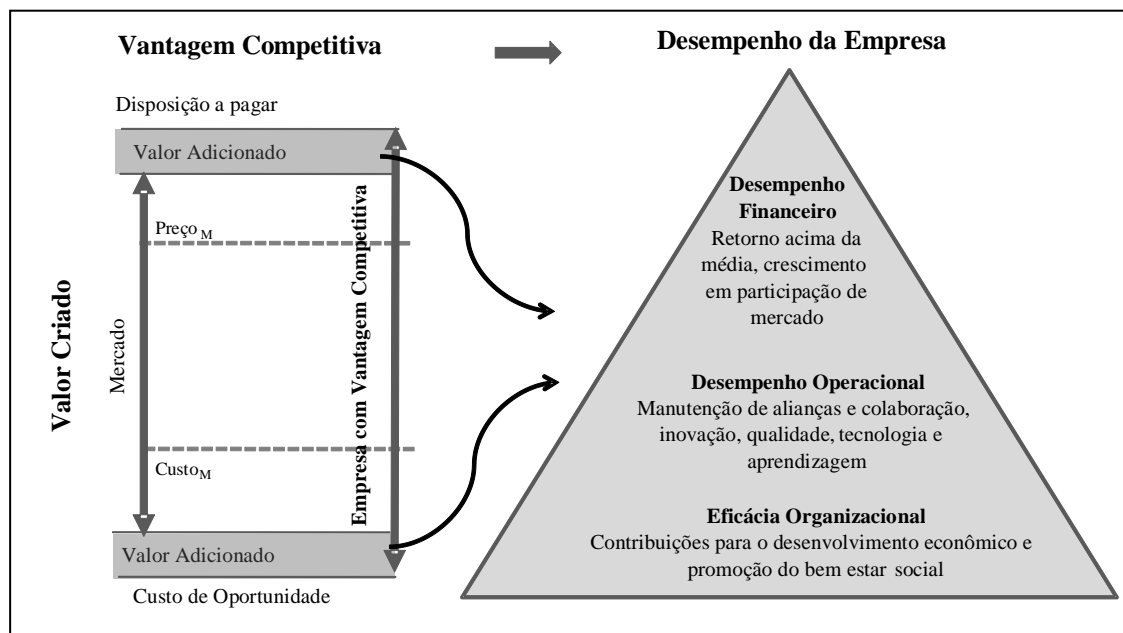 Vantagem Competitiva
Desempenho da Empresa
Disposição a pagar
Valor Adicionado
Preço M
Valor Criado
Mercado
Empresa com Vantagem Competitiva
Custo M
Valor Adicionado
Custo de Oportunidade
Desempenho
Financeiro
Retorno acima da
média, crescimento
em participação de
mercado
Desempenho Operacional
Manutenção de alianças e colaboração,
inovação, qualidade, tecnologia e
aprendizagem
Eficácia Organizacional
Contribuições para o desenvolvimento econômico e
promoção do bem estar social